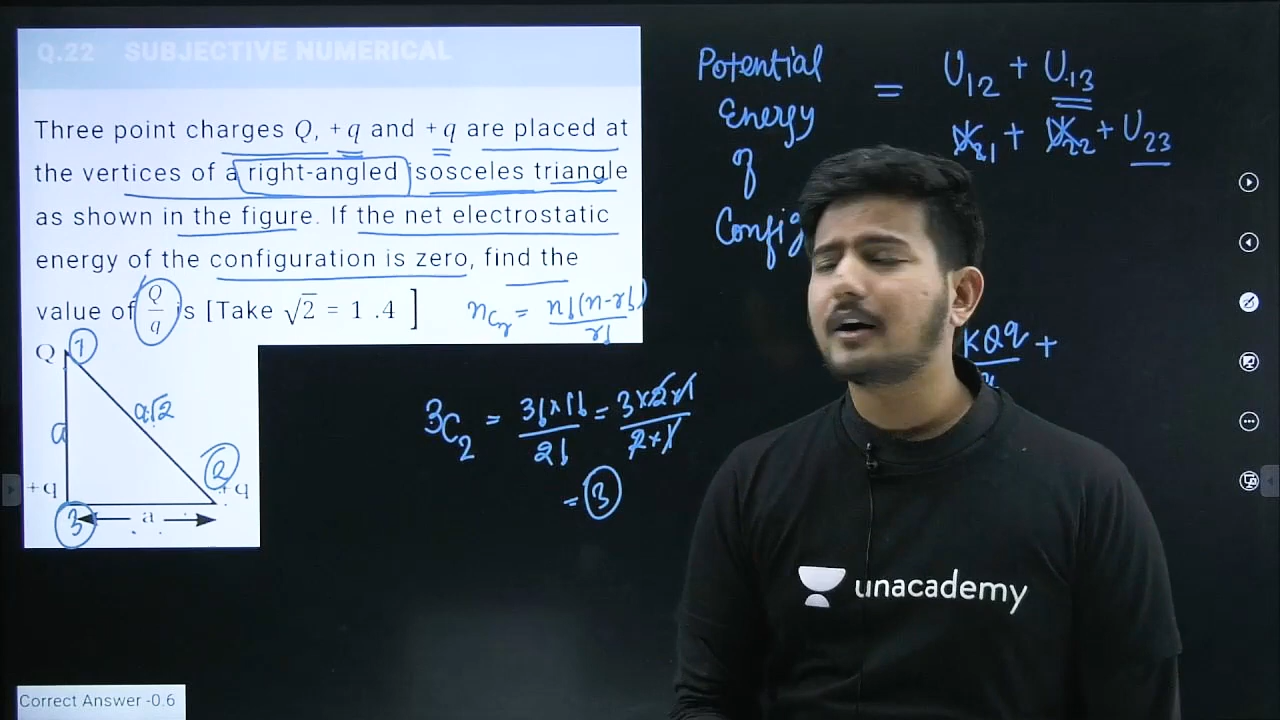 Q.22 SUBJECTIVE NUMERICAL
Three point charges Q, +q and +q are placed at
the vertices of a right-angled isosceles triangle
as shown in the figure. If the net electrostatic
energy of the configuration is zero, find the
value of Q/q is [Take √2 = 1 .4 ]
nCr = n!(n-r!)/r!
Q 1
a√2
a
+q
2
+q
3
a
3C2 = 3!×1!/2! = 3×2×1/2×1
= 3
Potential
Energy
of
Config
= U12 + U13
+ + U23
KQq +
unacademy
Correct Answer -0.6